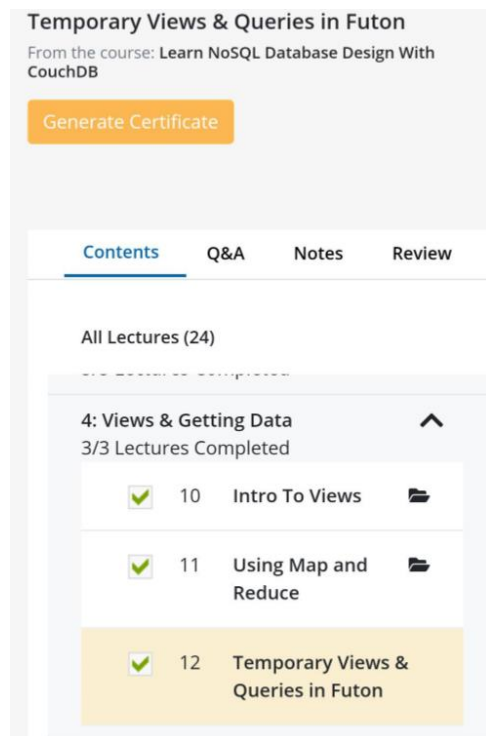 Temporary Views & Queries in Futon
From the course: Learn NoSQL Database Design With
CouchDB
Generate Certificate
Contents
Q&A
Notes
Review
All Lectures (24)
4: Views & Getting Data
3/3 Lectures Completed
10 Intro To Views
11 Using Map and
Reduce
12 Temporary Views &
Queries in Futon